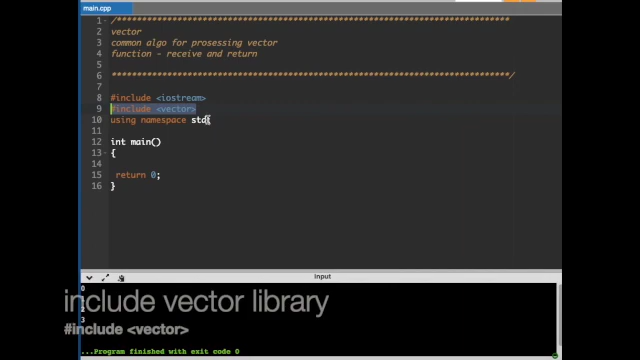 main.cpp
1 /******************************************************************************
2 vector
3 common algo for prosessing vector
4 function - receive and return
5
6 *******************************************************************************/
7
8 #include <iostream>
9 #include <vector>
10 using namespace std;
11
12 int main()
13 {
14
15 return 0;
16 }
input
0
3
include vector library
#include <vector>
...Program finished with exit code 0